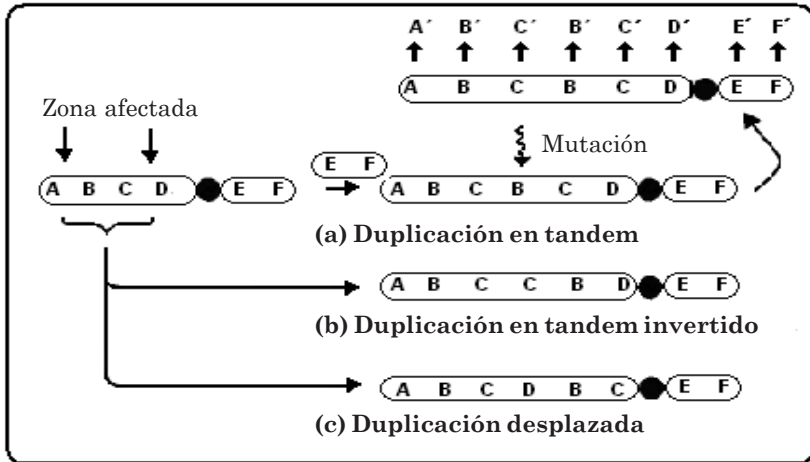 A´ B´ C´ B´ C´ D´ E´ F´
A B C B C D E F
Zona afectada
Mutación
A B C D E F
E F
A B C B C D E F
(a) Duplicación en tandem
A B C C B D E F
(b) Duplicación en tandem invertido
A B C D B C E F
(c) Duplicación desplazada